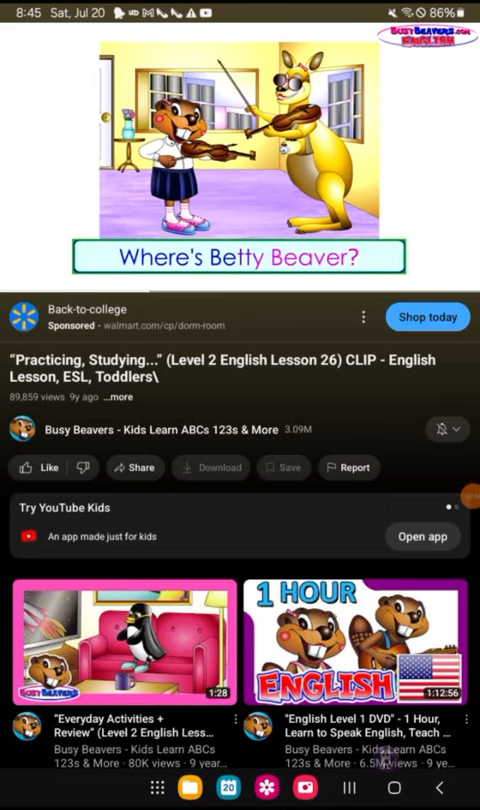 8:45 Sat, Jul 20 86%
BUSYBEAVERS.COM
ENGLISH
Where's Betty Beaver?
Back-to-college
Sponsored · walmart.com/cp/dorm-room
Shop today
“Practicing, Studying...“ (Level 2 English Lesson 26) CLIP - English
Lesson, ESL, Toddlers\
89,859 views 9y ago ...more
Busy Beavers - Kids Learn ABCs 123s & More 3.09M
Like Share Download Save Report
Try YouTube Kids
An app made just for kids
Open app
BUSY BEAVERS
1:28
1 HOUR
ENGLISH
1:12:56
“Everyday Activities +
Review” (Level 2 English Less...
Busy Beavers - Kids Learn ABCs
123s & More · 80K views · 9 year...
"English Level 1 DVD" - 1 Hour,
Learn to Speak English, Teach ...
Busy Beavers - Kids Learn ABCs
123s & More · 6.5M views · 9 ye...
20